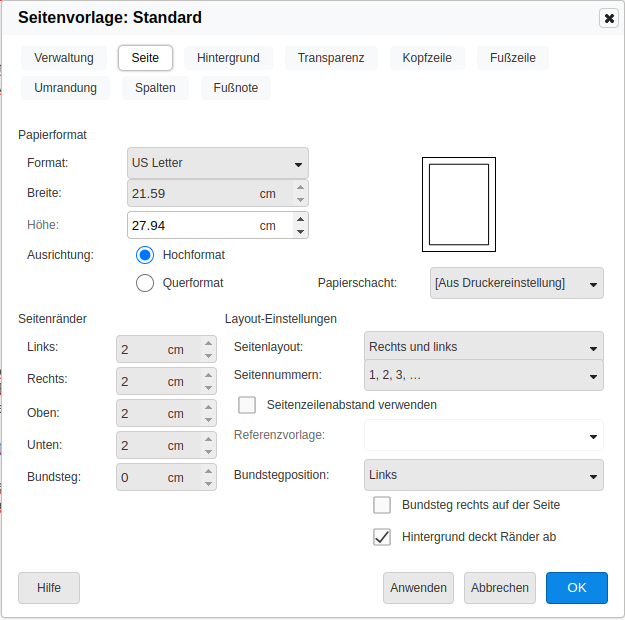 Seitenvorlage: Standard
Verwaltung Seite Hintergrund Transparenz Kopfzeile Fußzeile
Umrandung Spalten Fußnote
Papierformat
Format: US Letter
Breite: 21.59 cm
Höhe: 27.94 cm
Ausrichtung: Hochformat
Querformat Papierschacht: [Aus Druckereinstellung]
Seitenränder Layout-Einstellungen
Links: 2 cm Seitenlayout: Rechts und links
Rechts: 2 cm Seitennummern: 1, 2, 3, ...
Seitenzeilenabstand verwenden
Oben: 2 cm
Referenzvorlage:
Unten: 2 cm
Bundsteg: 0 cm Bundstegposition: Links
Bundsteg rechts auf der Seite
Hintergrund deckt Ränder ab
Hilfe Anwenden Abbrechen OK